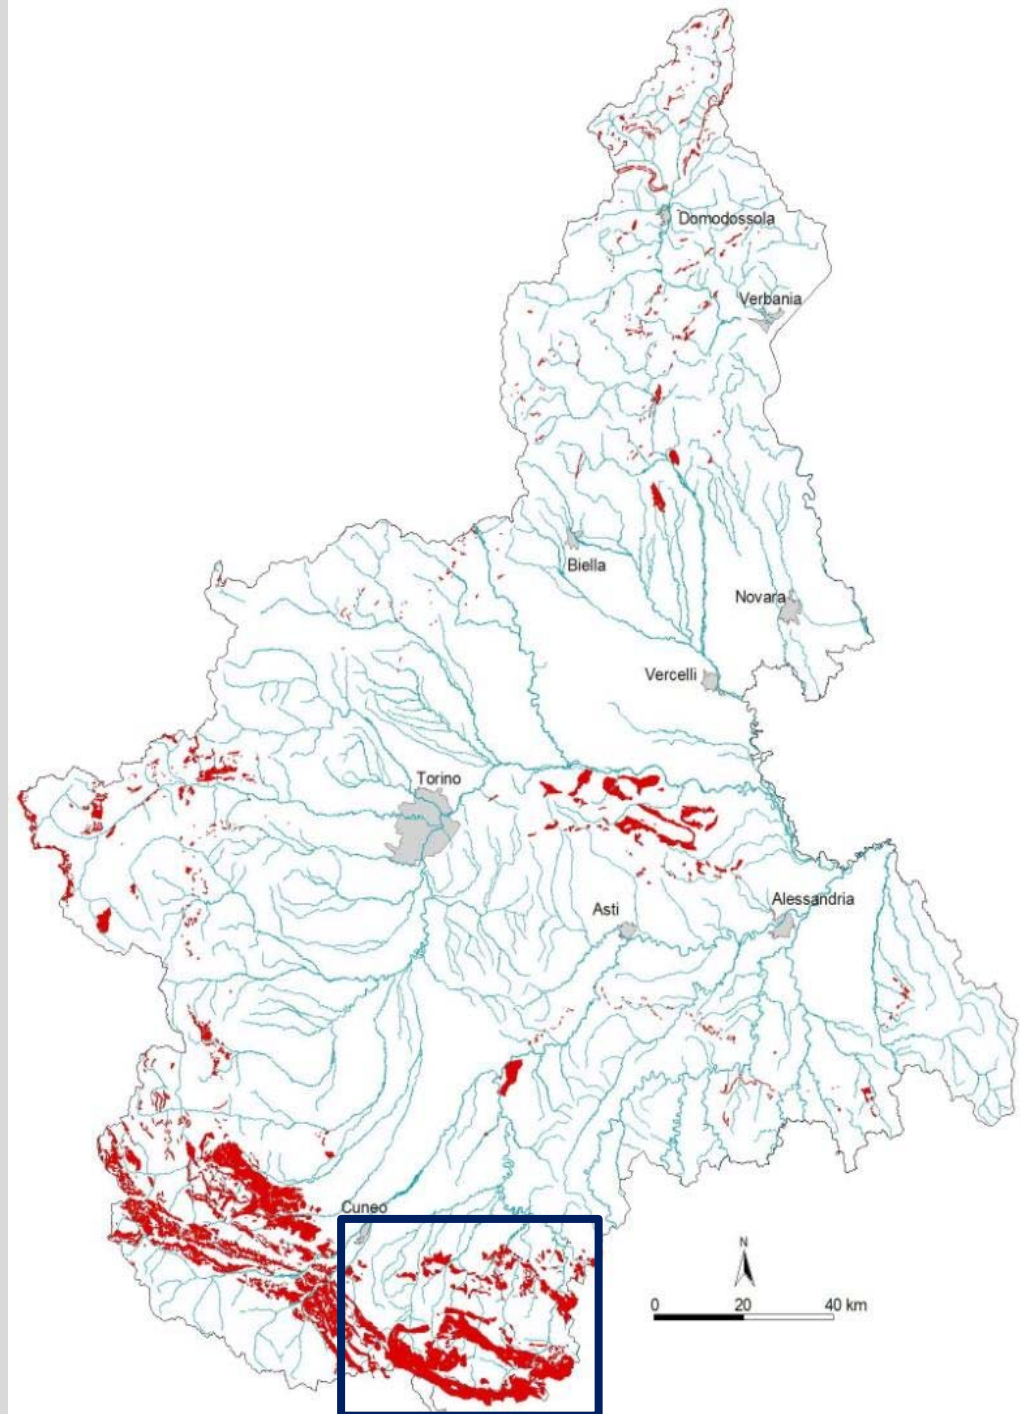 Domodossola
Verbania
Biella
Novara
Vercelli
Torino
Asti
Alessandria
Cuneo
N
0 20 40 km